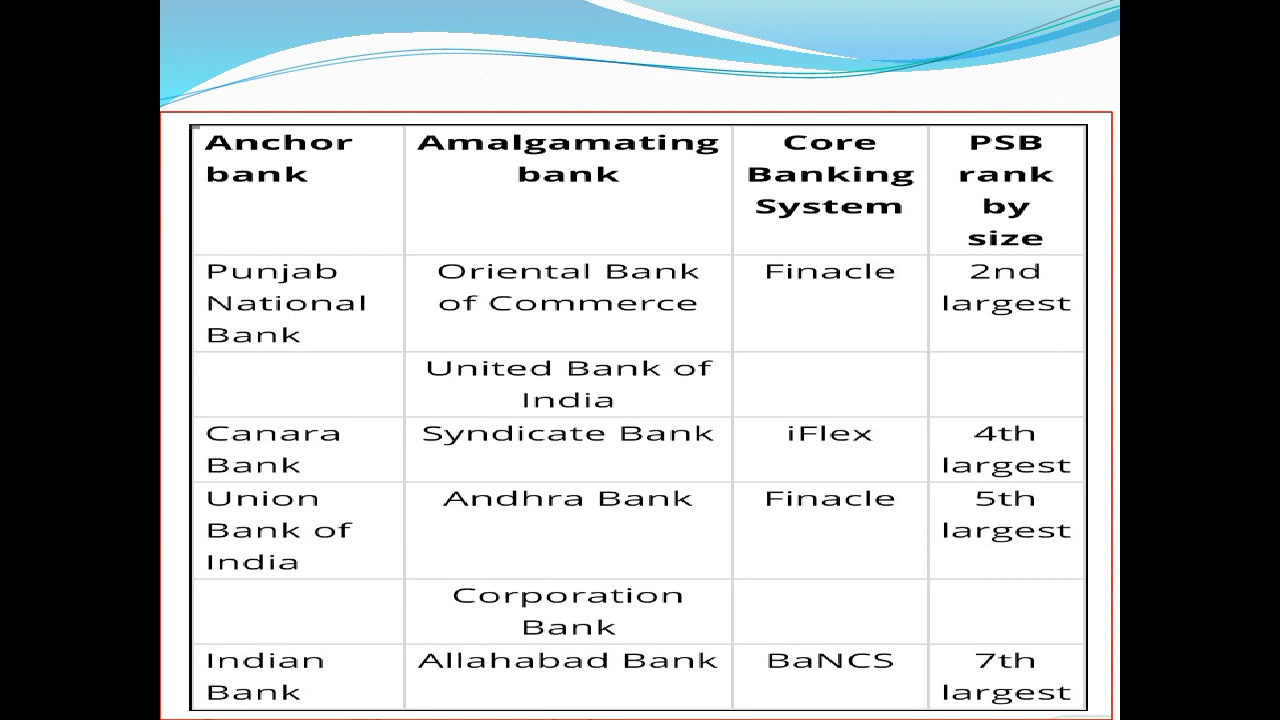 Anchor bank
Amalgamating bank
Core Banking System
PSB rank by size
Punjab National Bank
Oriental Bank of Commerce
Finacle
2nd largest
United Bank of India
Canara Bank
Syndicate Bank
iFlex
4th largest
Union Bank of India
Andhra Bank
Finacle
5th largest
Corporation Bank
Indian Bank
Allahabad Bank
BaNCS
7th largest